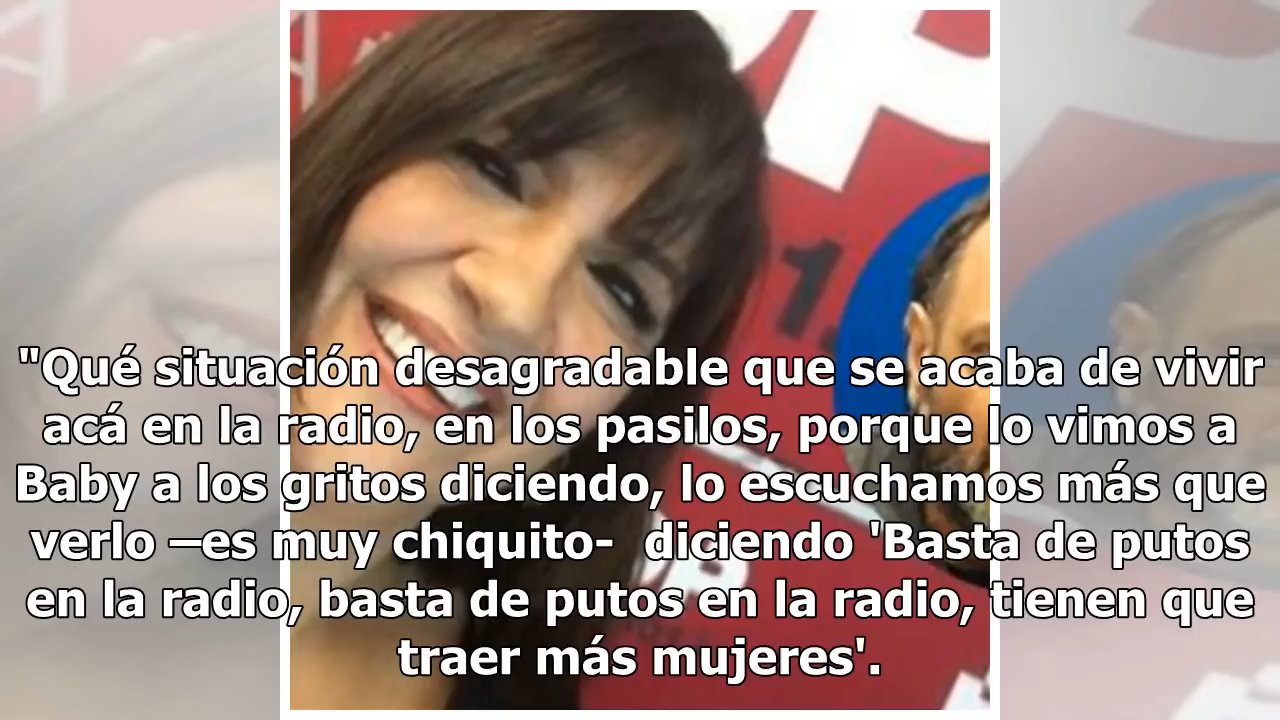 "Qué situación desagradable que se acaba de vivir
acá en la radio, en los pasilos, porque lo vimos a
Baby a los gritos diciendo, lo escuchamos más que
verlo –es muy chiquito-  diciendo 'Basta de putos
en la radio, basta de putos en la radio, tienen que
traer más mujeres'.